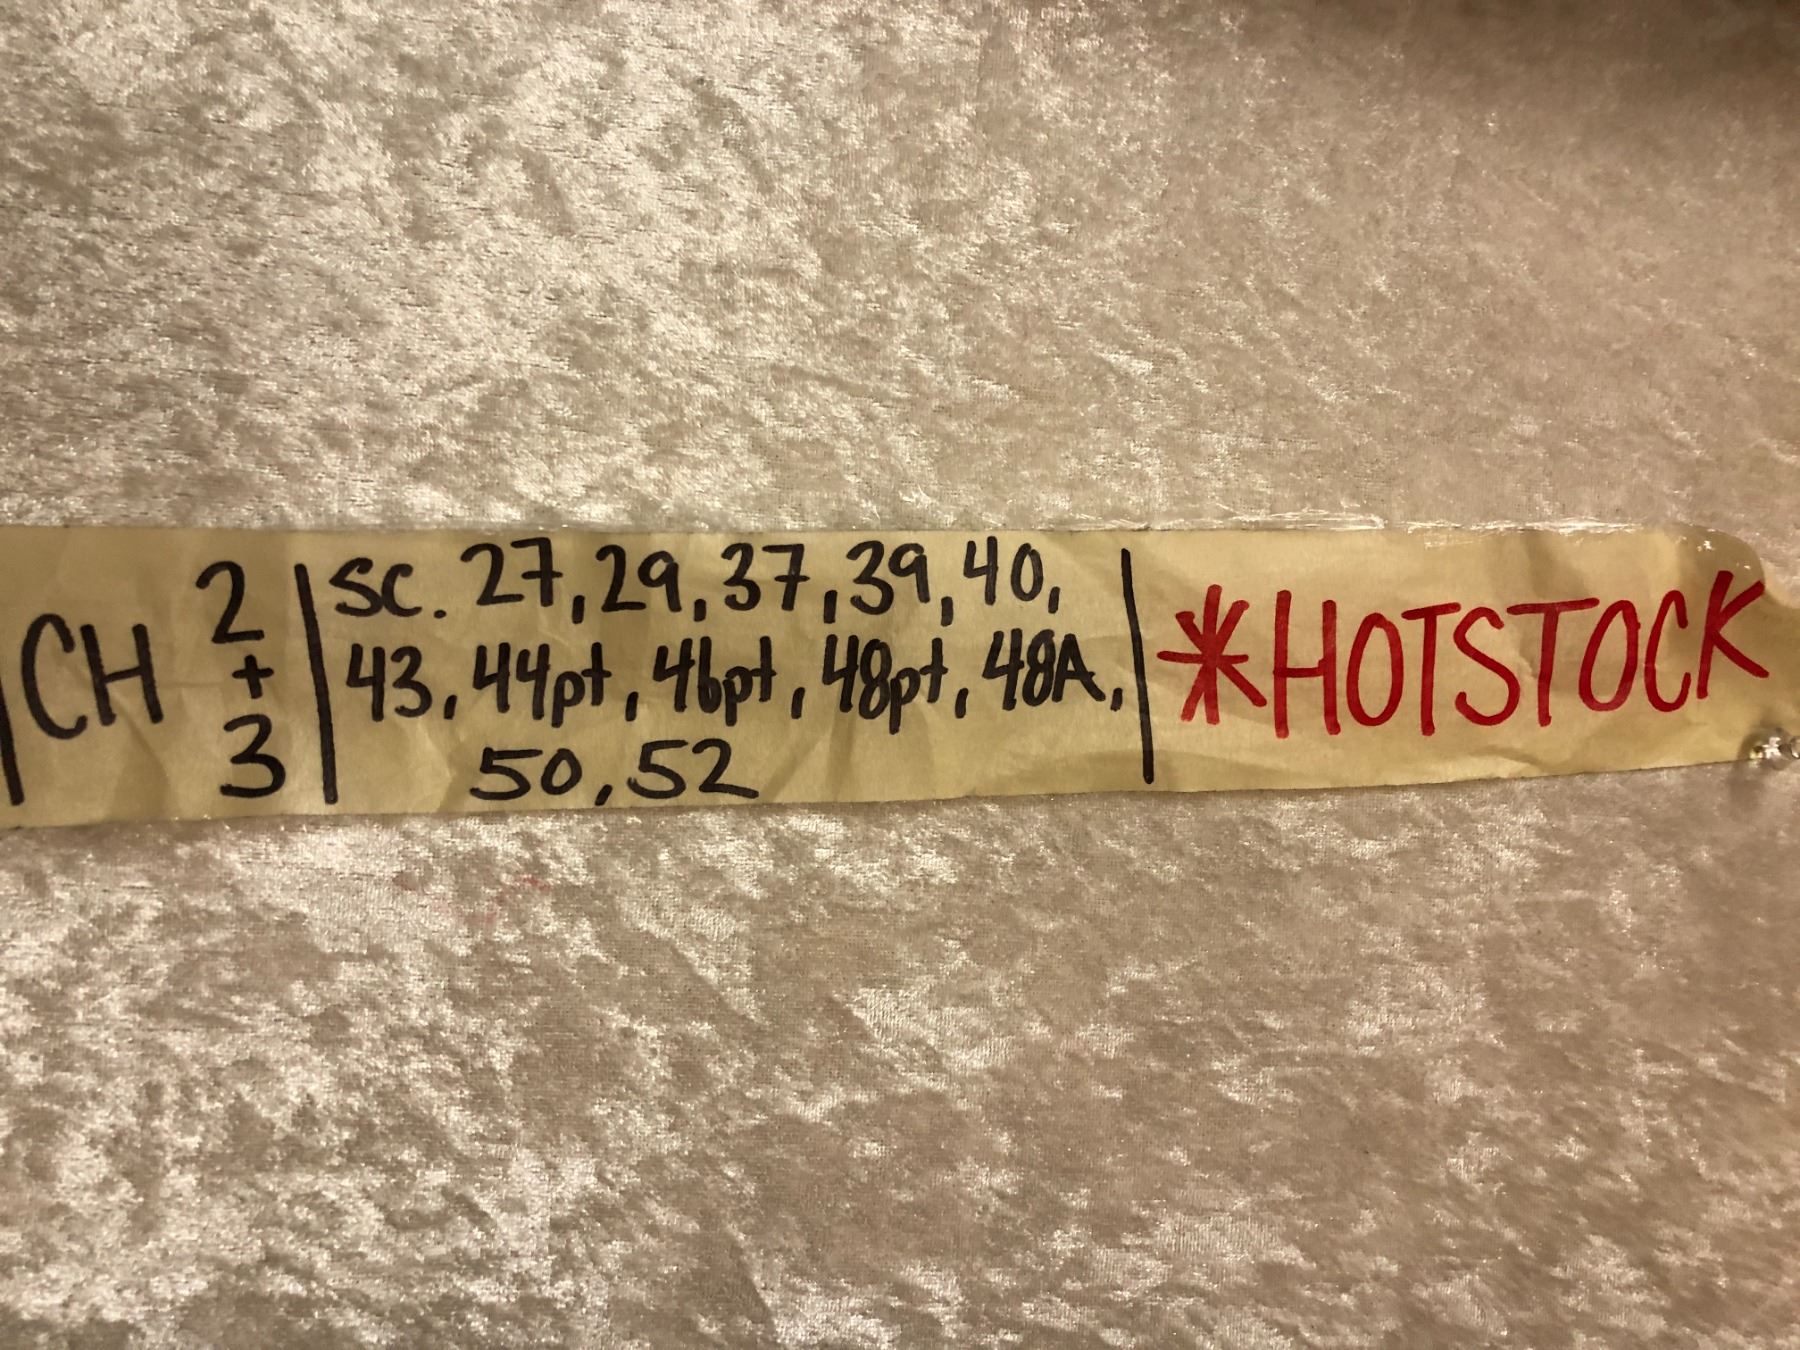 CH 2 + 3
sc. 27, 29, 37, 39, 40,
43, 44pt, 46pt, 48pt, 48A,
50, 52
*HOTSTOCK